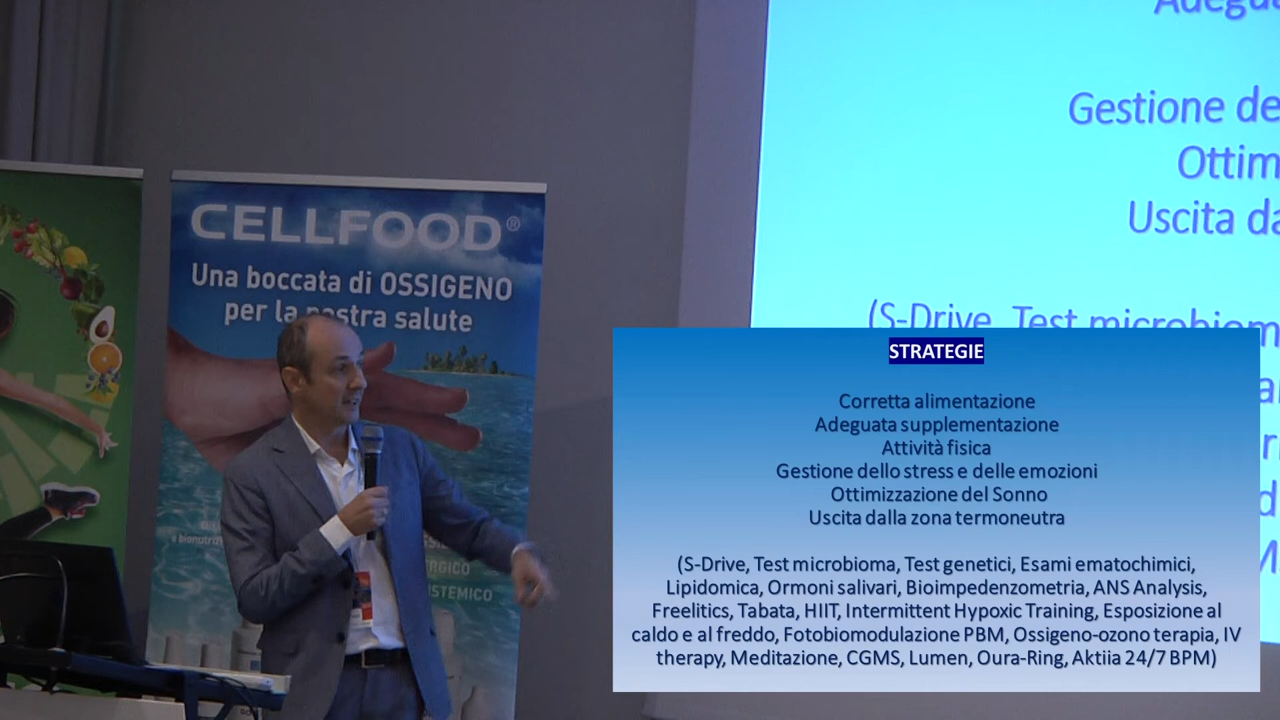 CELLFOOD®
Una boccata di OSSIGENO
per la nostra salute
Gestione de
Ottim
Uscita da
(S-Drive, Test microbiom
STRATEGIE
Corretta alimentazione
Adeguata supplementazione
Attività fisica
Gestione dello stress e delle emozioni
Ottimizzazione del Sonno
Uscita dalla zona termoneutra
(S-Drive, Test microbioma, Test genetici, Esami ematochimici,
Lipidomica, Ormoni salivari, Bioimpedenzometria, ANS Analysis,
Freelitics, Tabata, HIIT, Intermittent Hypoxic Training, Esposizione al
caldo e al freddo, Fotobiomodulazione PBM, Ossigeno-ozono terapia, IV
therapy, Meditazione, CGMS, Lumen, Oura-Ring, Aktiia 24/7 BPM)